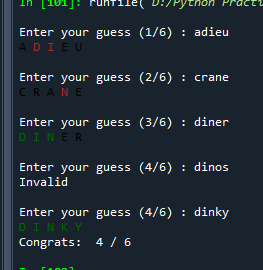 In [101]: runfile('D:/Python Practi
Enter your guess (1/6) : adieu
A D I E U
Enter your guess (2/6) : crane
C R A N E
Enter your guess (3/6) : diner
D I N E R
Enter your guess (4/6) : dinos
Invalid
Enter your guess (4/6) : dinky
D I N K Y
Congrats:  4 / 6